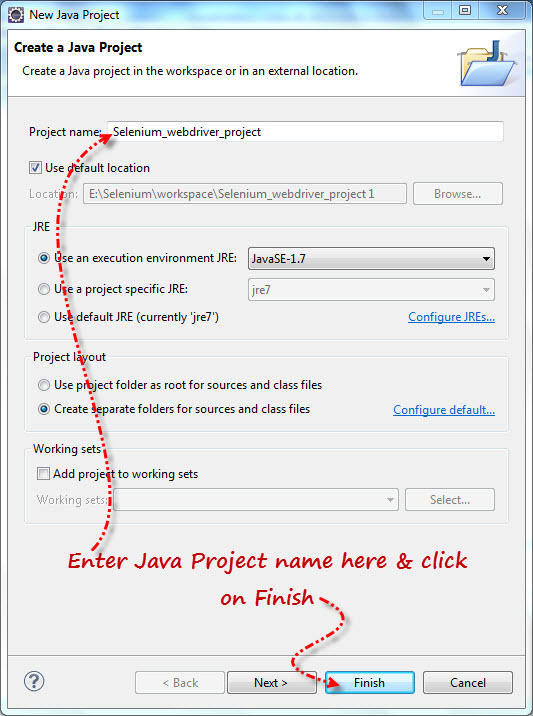 New Java Project
Create a Java Project
Create a Java project in the workspace or in an external location.
Project name: Selenium_webdriver_project
Use default location
Location: E:\Selenium\workspace\Selenium_webdriver_project 1 Browse...
JRE
Use an execution environment JRE: JavaSE-1.7
Use a project specific JRE: jre7
Use default JRE (currently 'jre7') Configure JREs...
Project layout
Use project folder as root for sources and class files
Create separate folders for sources and class files Configure default...
Working sets
Add project to working sets
Working sets: Select...
Enter Java Project name here & click
on Finish
? < Back Next > Finish Cancel